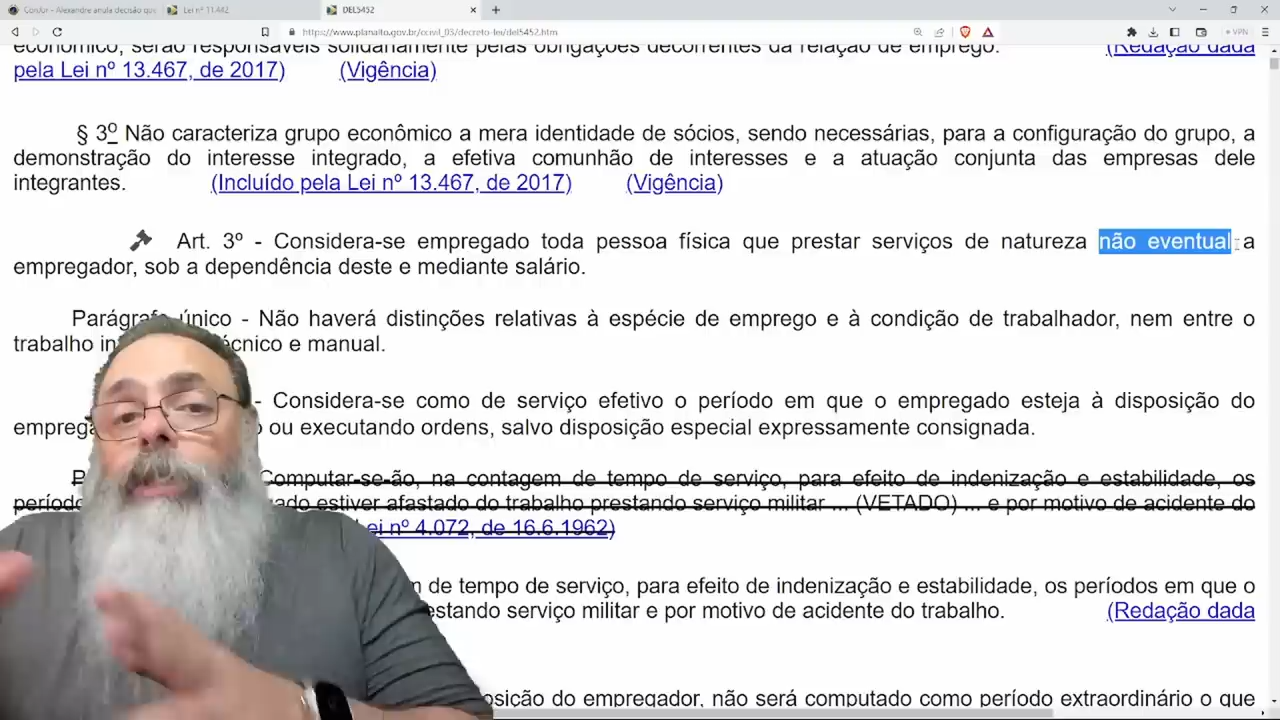 ConJur - Alexandre anula decisão que
Lei nº 11.442
DEL5452
https://www.planalto.gov.br/ccivil_03/decreto-lei/del5452.htm
VPN
econômico, serão responsáveis solidariamente pelas obrigações decorrentes da relação de emprego. (Redação dada
pela Lei nº 13.467, de 2017) (Vigência)
§ 3º Não caracteriza grupo econômico a mera identidade de sócios, sendo necessárias, para a configuração do grupo, a
demonstração do interesse integrado, a efetiva comunhão de interesses e a atuação conjunta das empresas dele
integrantes. (Incluído pela Lei nº 13.467, de 2017) (Vigência)
Art. 3º - Considera-se empregado toda pessoa física que prestar serviços de natureza não eventual a
empregador, sob a dependência deste e mediante salário.
Parágrafo único - Não haverá distinções relativas à espécie de emprego e à condição de trabalhador, nem entre o
trabalho in técnico e manual.
- Considera-se como de serviço efetivo o período em que o empregado esteja à disposição do
emprega o ou executando ordens, salvo disposição especial expressamente consignada.
P Computar-se-ão, na contagem de tempo de serviço, para efeito de indenização e estabilidade, os
período ado estiver afastado do trabalho prestando serviço militar ... (VETADO) ... e por motivo de acidente do
ei nº 4.072, de 16.6.1962)
m de tempo de serviço, para efeito de indenização e estabilidade, os períodos em que o
estando serviço militar e por motivo de acidente do trabalho. (Redação dada
sição do empregador, não será computado como período extraordinário o que